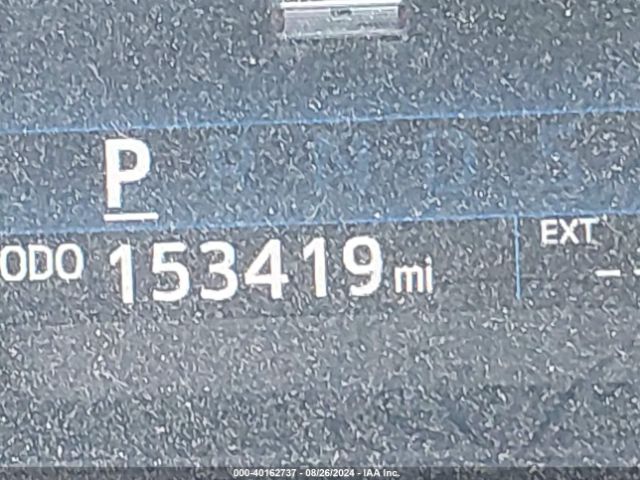 P R N D S
ODO 153419 mi
EXT
--
000-40162737 - 08/26/2024 - IAA Inc.